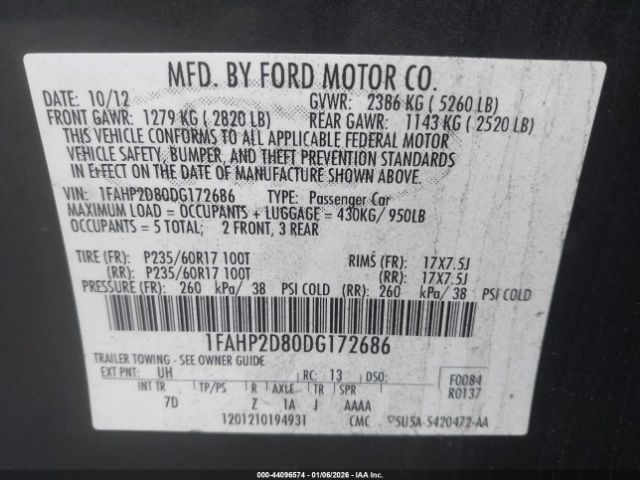 MFD. BY FORD MOTOR CO.
DATE: 10/12 GVWR: 2386 KG ( 5260 LB)
FRONT GAWR: 1279 KG ( 2820 LB) REAR GAWR: 1143 KG ( 2520 LB)
THIS VEHICLE CONFORMS TO ALL APPLICABLE FEDERAL MOTOR
VEHICLE SAFETY, BUMPER, AND THEFT PREVENTION STANDARDS
IN EFFECT ON THE DATE OF MANUFACTURE SHOWN ABOVE.
VIN: 1FAHP2D80DG172686 TYPE: Passenger Car
MAXIMUM LOAD = OCCUPANTS + LUGGAGE = 430KG/ 950LB
OCCUPANTS = 5 TOTAL; 2 FRONT, 3 REAR
TIRE (FR): P235/60R17 100T RIMS (FR): 17X7.5J
(RR): P235/60R17 100T (RR): 17X7.5J
PRESSURE (FR): 260 kPa/ 38 PSI COLD (RR): 260 kPa/ 38 PSI COLD
1FAHP2D80DG172686
TRAILER TOWING - SEE OWNER GUIDE
EXT PNT: UH RC: 13 DSO: F0084
INT TR TP/PS R AXLE TR SPR R0137
7D Z 1A J AAAA
1201210194931 CMC SU5A-5420472-AA
000-44096574 | 01/06/2026 | IAA, Inc.